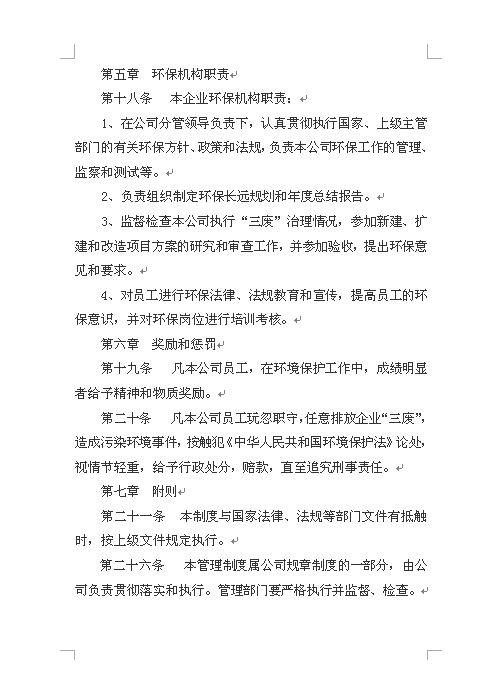 第五章　环保机构职责
第十八条　 本企业环保机构职责：
1、在公司分管领导负责下，认真贯彻执行国家、上级主管
部门的有关环保方针、政策和法规，负责本公司环保工作的管理、
监察和测试等。
2、负责组织制定环保长远规划和年度总结报告。
3、监督检查本公司执行“三废”治理情况，参加新建、扩
建和改造项目方案的研究和审查工作，并参加验收，提出环保意
见和要求。
4、对员工进行环保法律、法规教育和宣传，提高员工的环
保意识，并对环保岗位进行培训考核。
第六章　奖励和惩罚
第十九条　 凡本公司员工，在环境保护工作中，成绩明显
者给予精神和物质奖励。
第二十条　 凡本公司员工玩忽职守，任意排放企业“三废”，
造成污染环境事件，按触犯《中华人民共和国环境保护法》论处，
视情节轻重，给予行政处分，赔款，直至追究刑事责任。
第七章　附则
第二十一条　本制度与国家法律、法规等部门文件有抵触
时，按上级文件规定执行。
第二十六条　 本管理制度属公司规章制度的一部分，由公
司负责贯彻落实和执行。管理部门要严格执行并监督、检查。